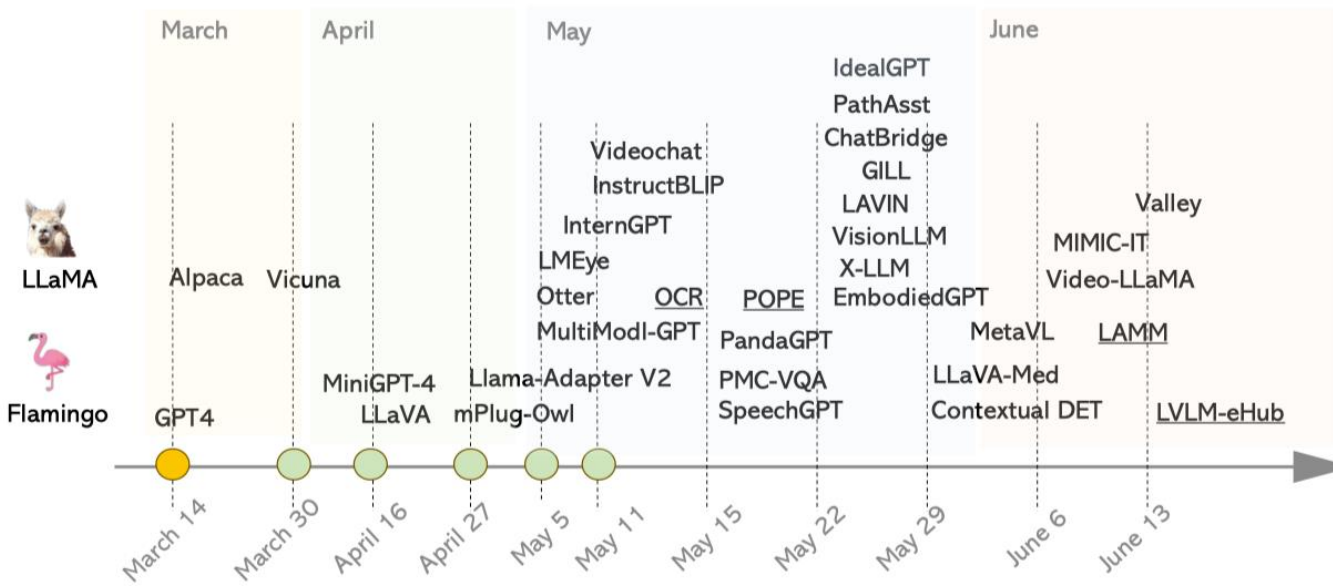 March
April
May
June
IdealGPT
PathAsst
ChatBridge
Videochat
GILL
InstructBLIP
LAVIN
Valley
InternGPT
VisionLLM
MIMIC-IT
LMEye
X-LLM
LLaMA
Alpaca
Vicuna
Video-LLaMA
Otter
OCR
POPE
EmbodiedGPT
MultiModl-GPT
PandaGPT
MetaVL
LAMM
MiniGPT-4
Llama-Adapter V2
PMC-VQA
LLaVA-Med
Flamingo
GPT4
LLaVA
mPlug-Owl
SpeechGPT
Contextual DET
LVLM-eHub
March 14
March 30
April 16
April 27
May 5
May 11
May 15
May 22
May 29
June 6
June 13